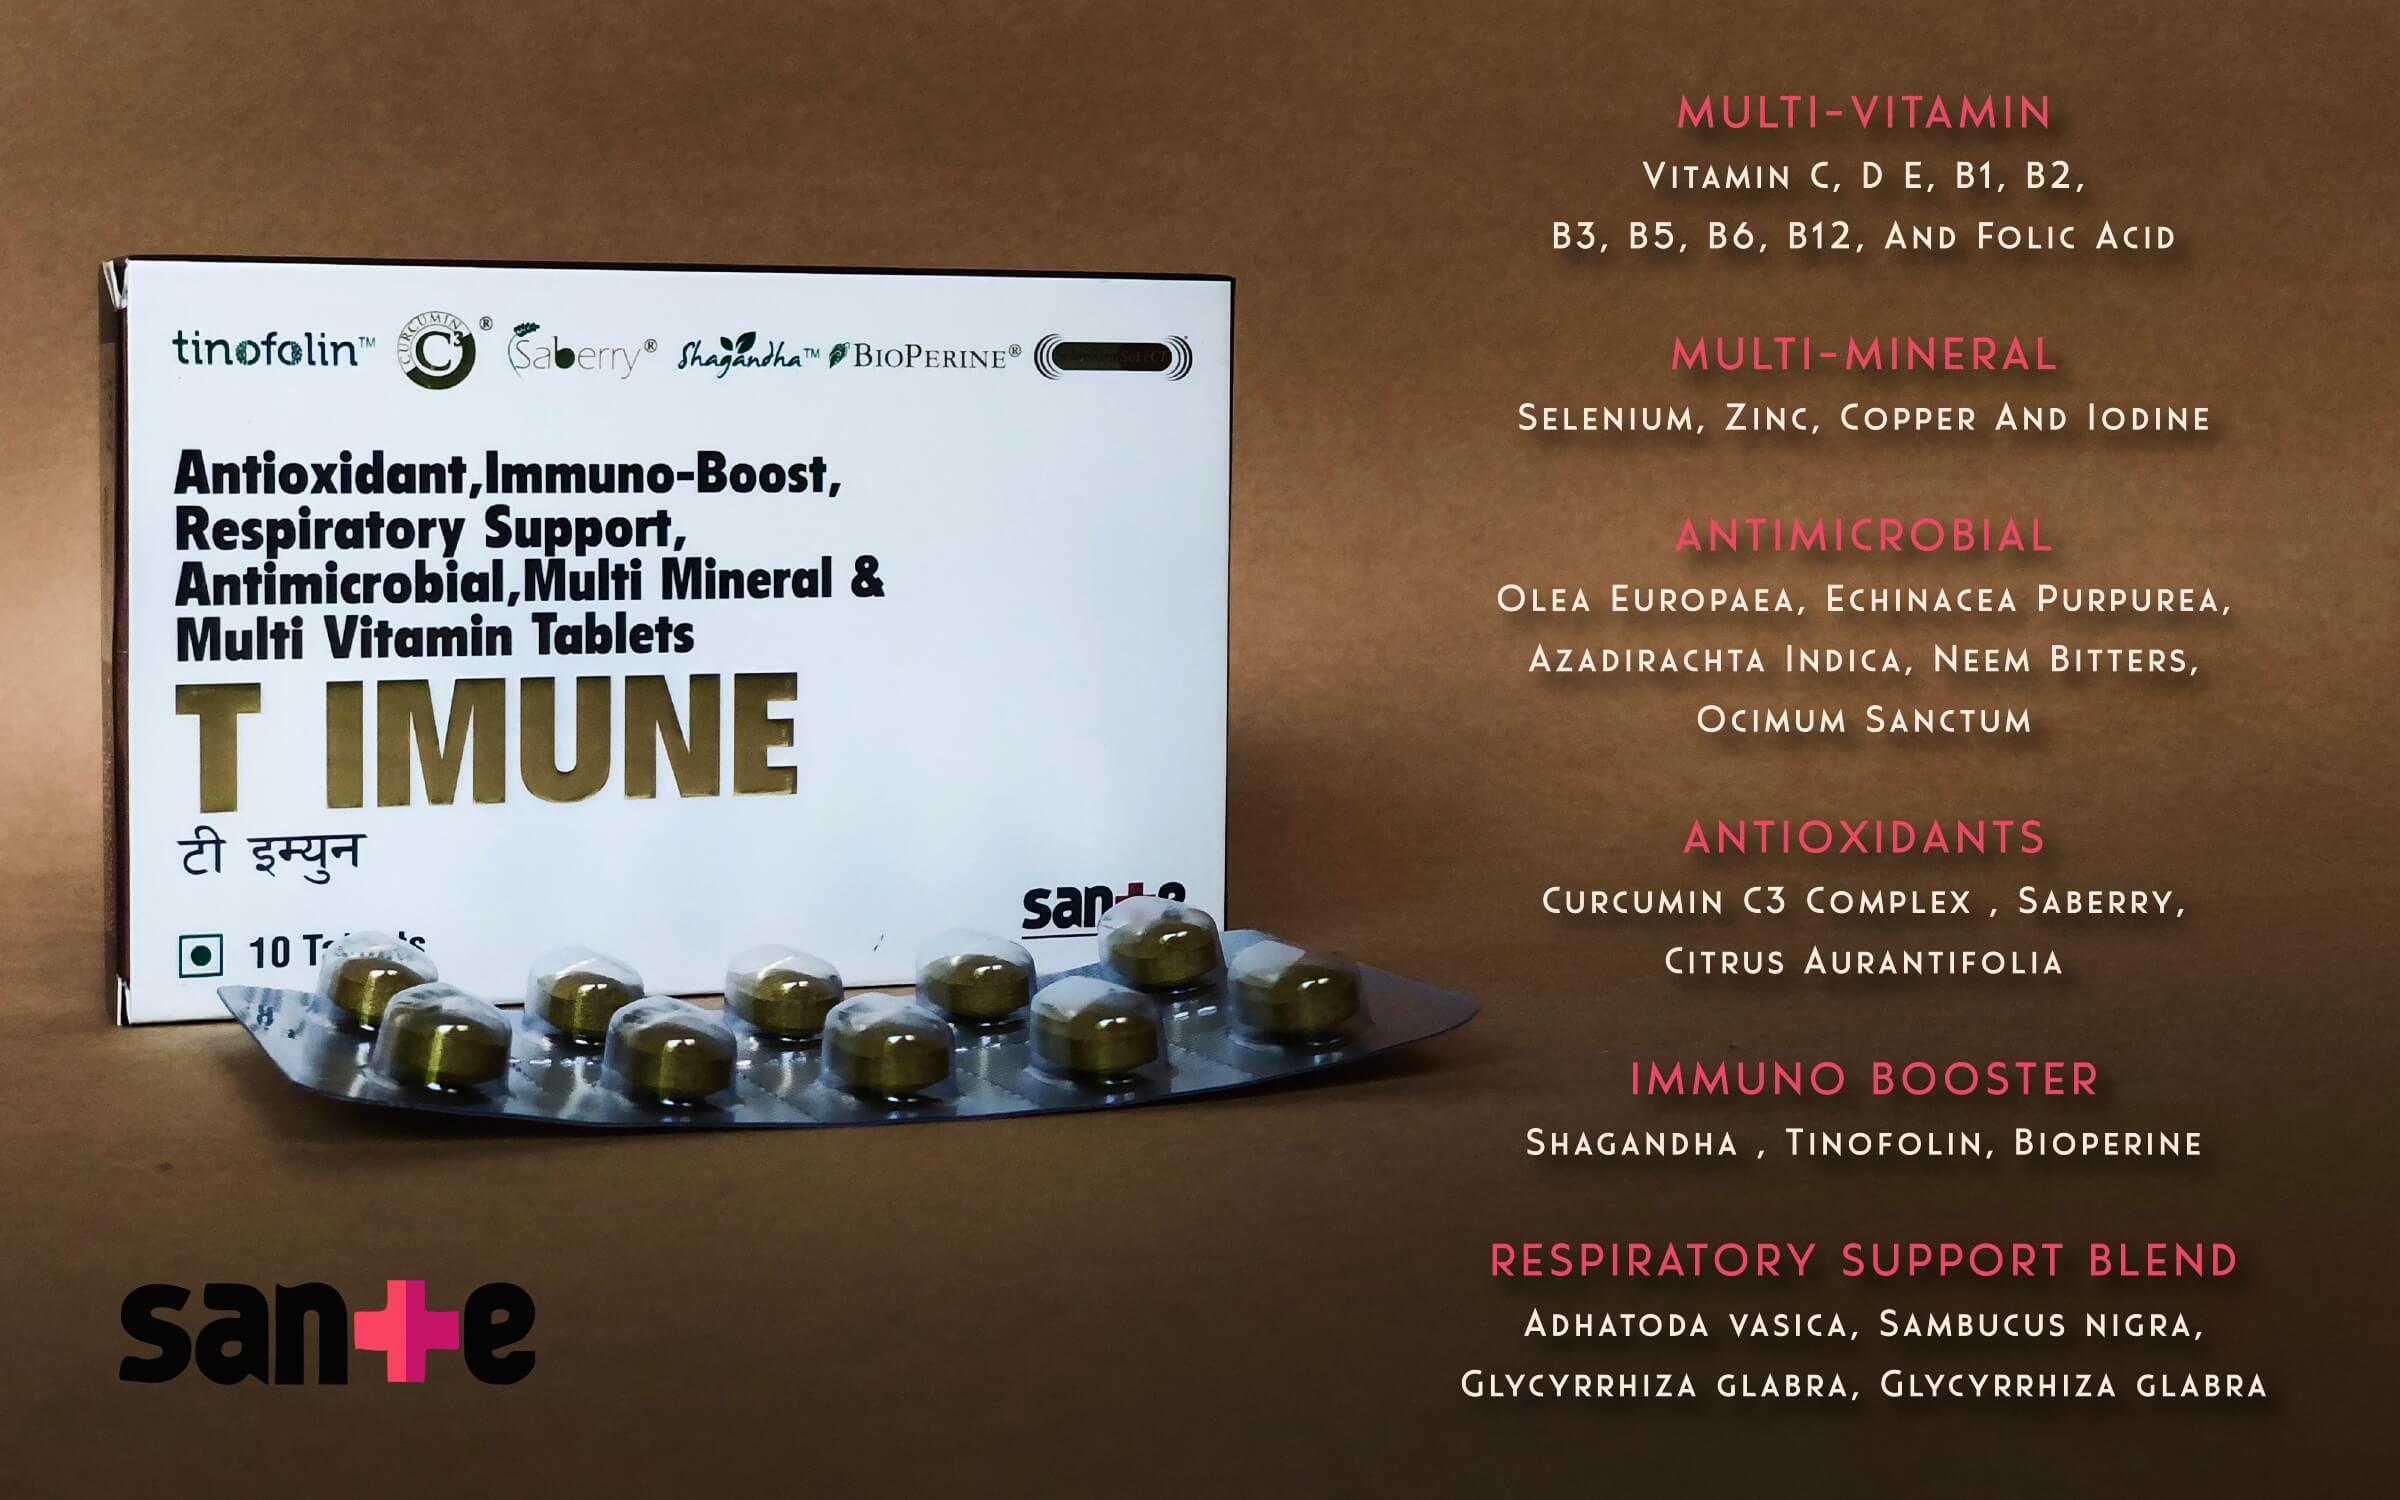 tinofolin™ CURCUMIN C³® Saberry® Shagandha™ BIOPERINE® SeLECT
Antioxidant,Immuno-Boost,
Respiratory Support,
Antimicrobial,Multi Mineral &
Multi Vitamin Tablets
T IMUNE
टी इम्युन
10
sante
MULTI-VITAMIN
VITAMIN C, D E, B1, B2,
B3, B5, B6, B12, AND FOLIC ACID
MULTI-MINERAL
SELENIUM, ZINC, COPPER AND IODINE
ANTIMICROBIAL
OLEA EUROPAEA, ECHINACEA PURPUREA,
AZADIRACHTA INDICA, NEEM BITTERS,
OCIMUM SANCTUM
ANTIOXIDANTS
CURCUMIN C3 COMPLEX , SABERRY,
CITRUS AURANTIFOLIA
IMMUNO BOOSTER
SHAGANDHA , TINOFOLIN, BIOPERINE
RESPIRATORY SUPPORT BLEND
ADHATODA VASICA, SAMBUCUS NIGRA,
GLYCYRRHIZA GLABRA, GLYCYRRHIZA GLABRA